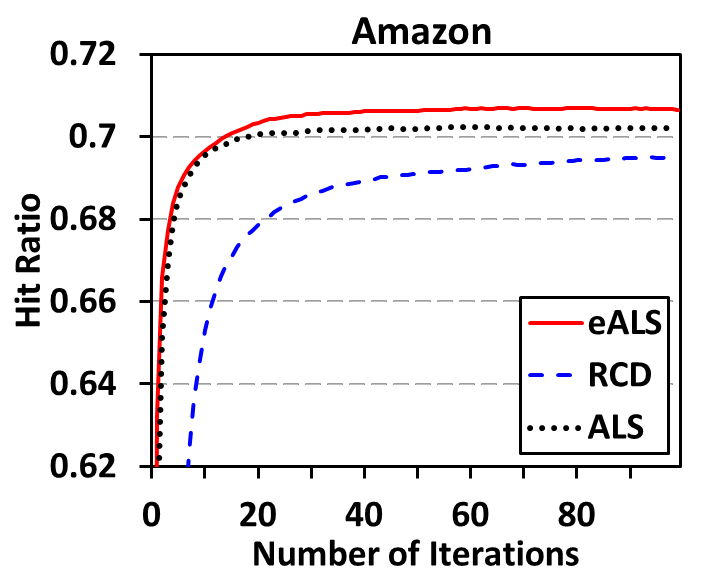 Amazon
0.72
0.7
0.68
0.66
0.64
0.62
Hit Ratio
eALS
RCD
ALS
0 20 40 60 80
Number of Iterations